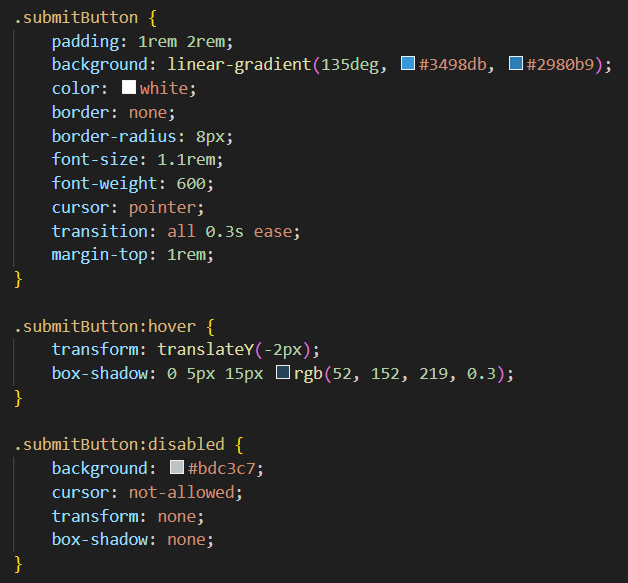 .submitButton {
    padding: 1rem 2rem;
    background: linear-gradient(135deg, #3498db, #2980b9);
    color: white;
    border: none;
    border-radius: 8px;
    font-size: 1.1rem;
    font-weight: 600;
    cursor: pointer;
    transition: all 0.3s ease;
    margin-top: 1rem;
}

.submitButton:hover {
    transform: translateY(-2px);
    box-shadow: 0 5px 15px rgb(52, 152, 219, 0.3);
}

.submitButton:disabled {
    background: #bdc3c7;
    cursor: not-allowed;
    transform: none;
    box-shadow: none;
}